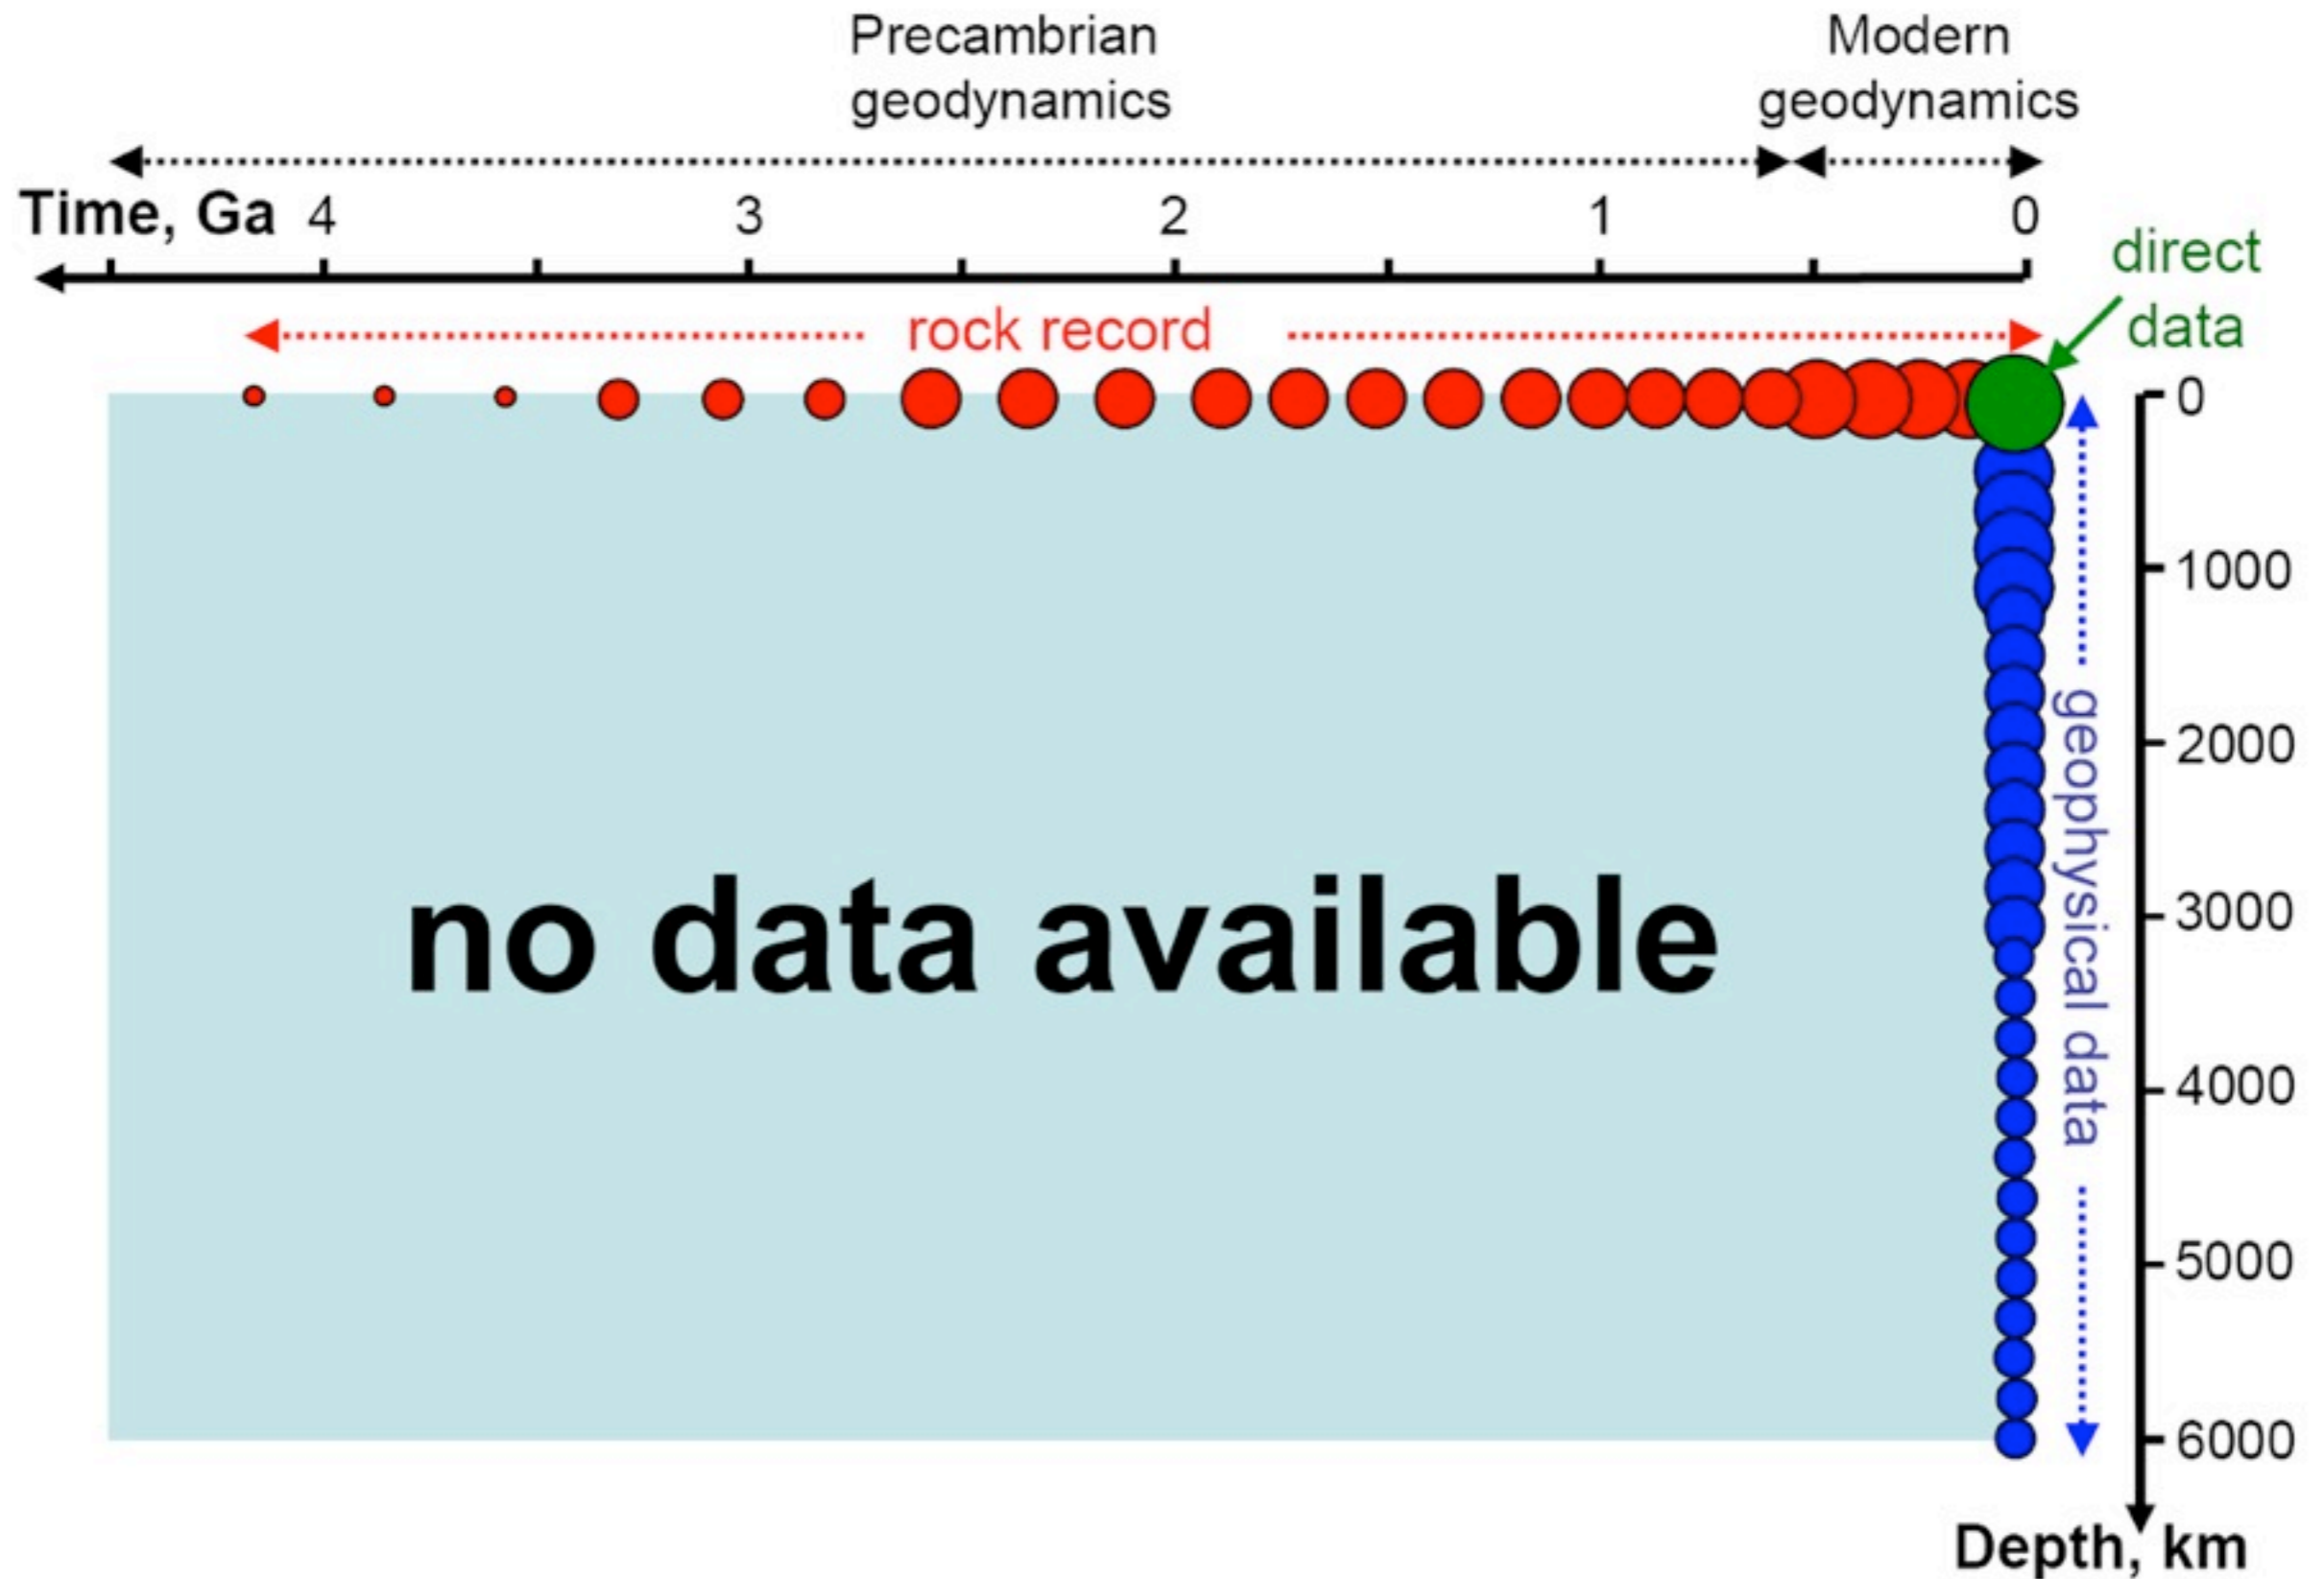 Precambrian
geodynamics
Modern
geodynamics
Time, Ga 4 3 2 1 0
direct
data
rock record
0
1000
2000
3000
4000
5000
6000
geophysical data
no data available
Depth, km